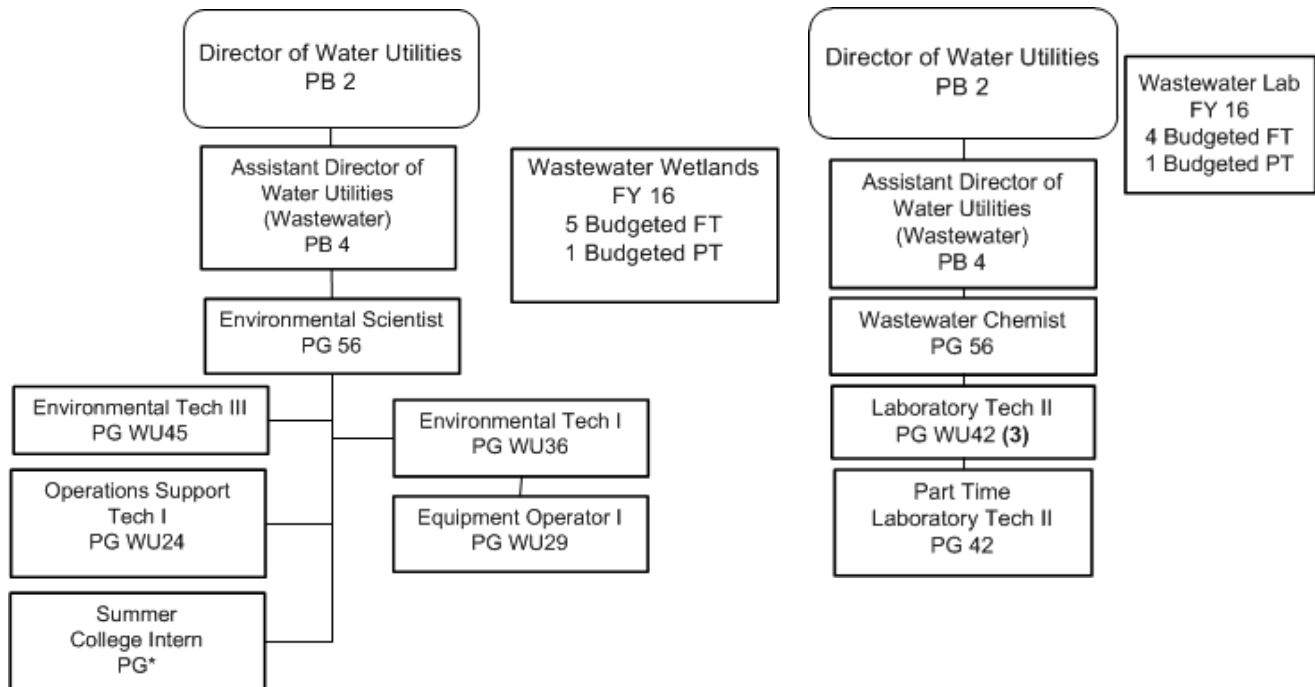 Director of Water Utilities
PB 2
Assistant Director of
Water Utilities
(Wastewater)
PB 4
Wastewater Wetlands
FY 16
5 Budgeted FT
1 Budgeted PT
Environmental Scientist
PG 56
Environmental Tech III
PG WU45
Environmental Tech I
PG WU36
Operations Support
Tech I
PG WU24
Equipment Operator I
PG WU29
Summer
College Intern
PG*
Director of Water Utilities
PB 2
Wastewater Lab
FY 16
4 Budgeted FT
1 Budgeted PT
Assistant Director of
Water Utilities
(Wastewater)
PB 4
Wastewater Chemist
PG 56
Laboratory Tech II
PG WU42 (3)
Part Time
Laboratory Tech II
PG 42